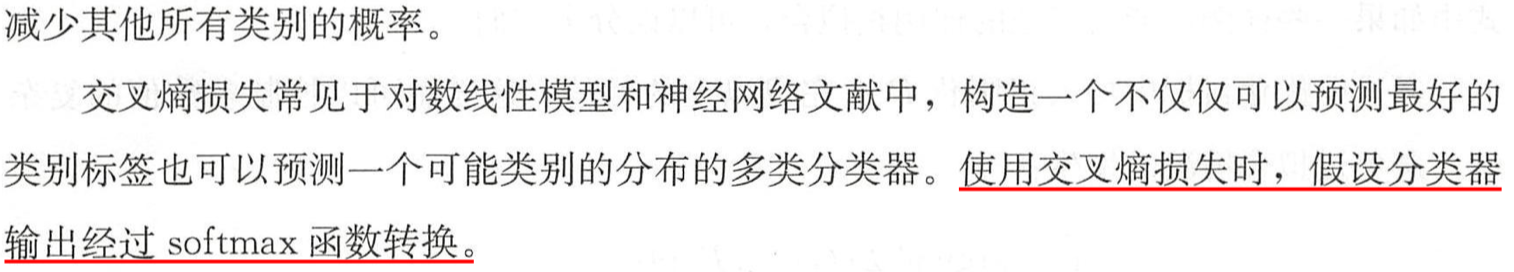 减少其他所有类别的概率。
交叉熵损失常见于对数线性模型和神经网络文献中，构造一个不仅仅可以预测最好的
类别标签也可以预测一个可能类别的分布的多类分类器。使用交叉熵损失时，假设分类器
输出经过 softmax 函数转换。